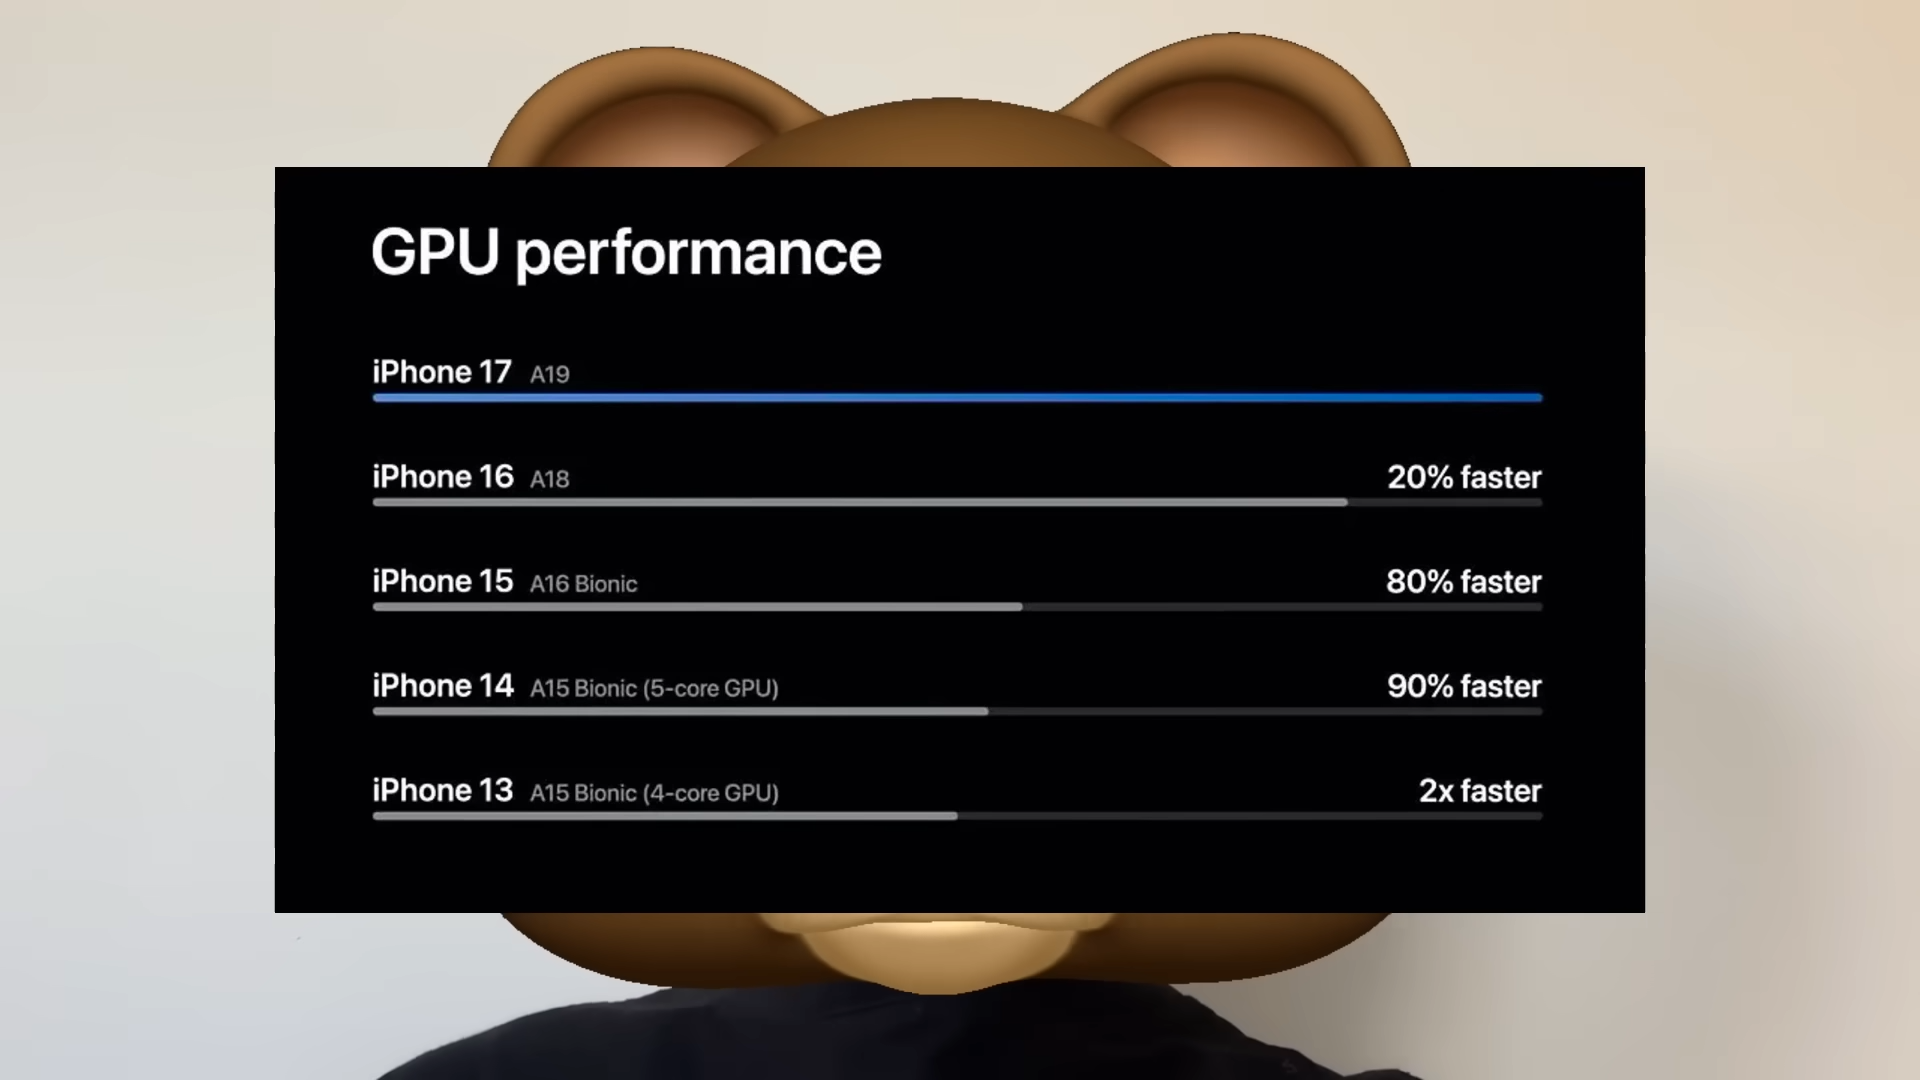 GPU performance
iPhone 17 A19
iPhone 16 A18 20% faster
iPhone 15 A16 Bionic 80% faster
iPhone 14 A15 Bionic (5-core GPU) 90% faster
iPhone 13 A15 Bionic (4-core GPU) 2x faster